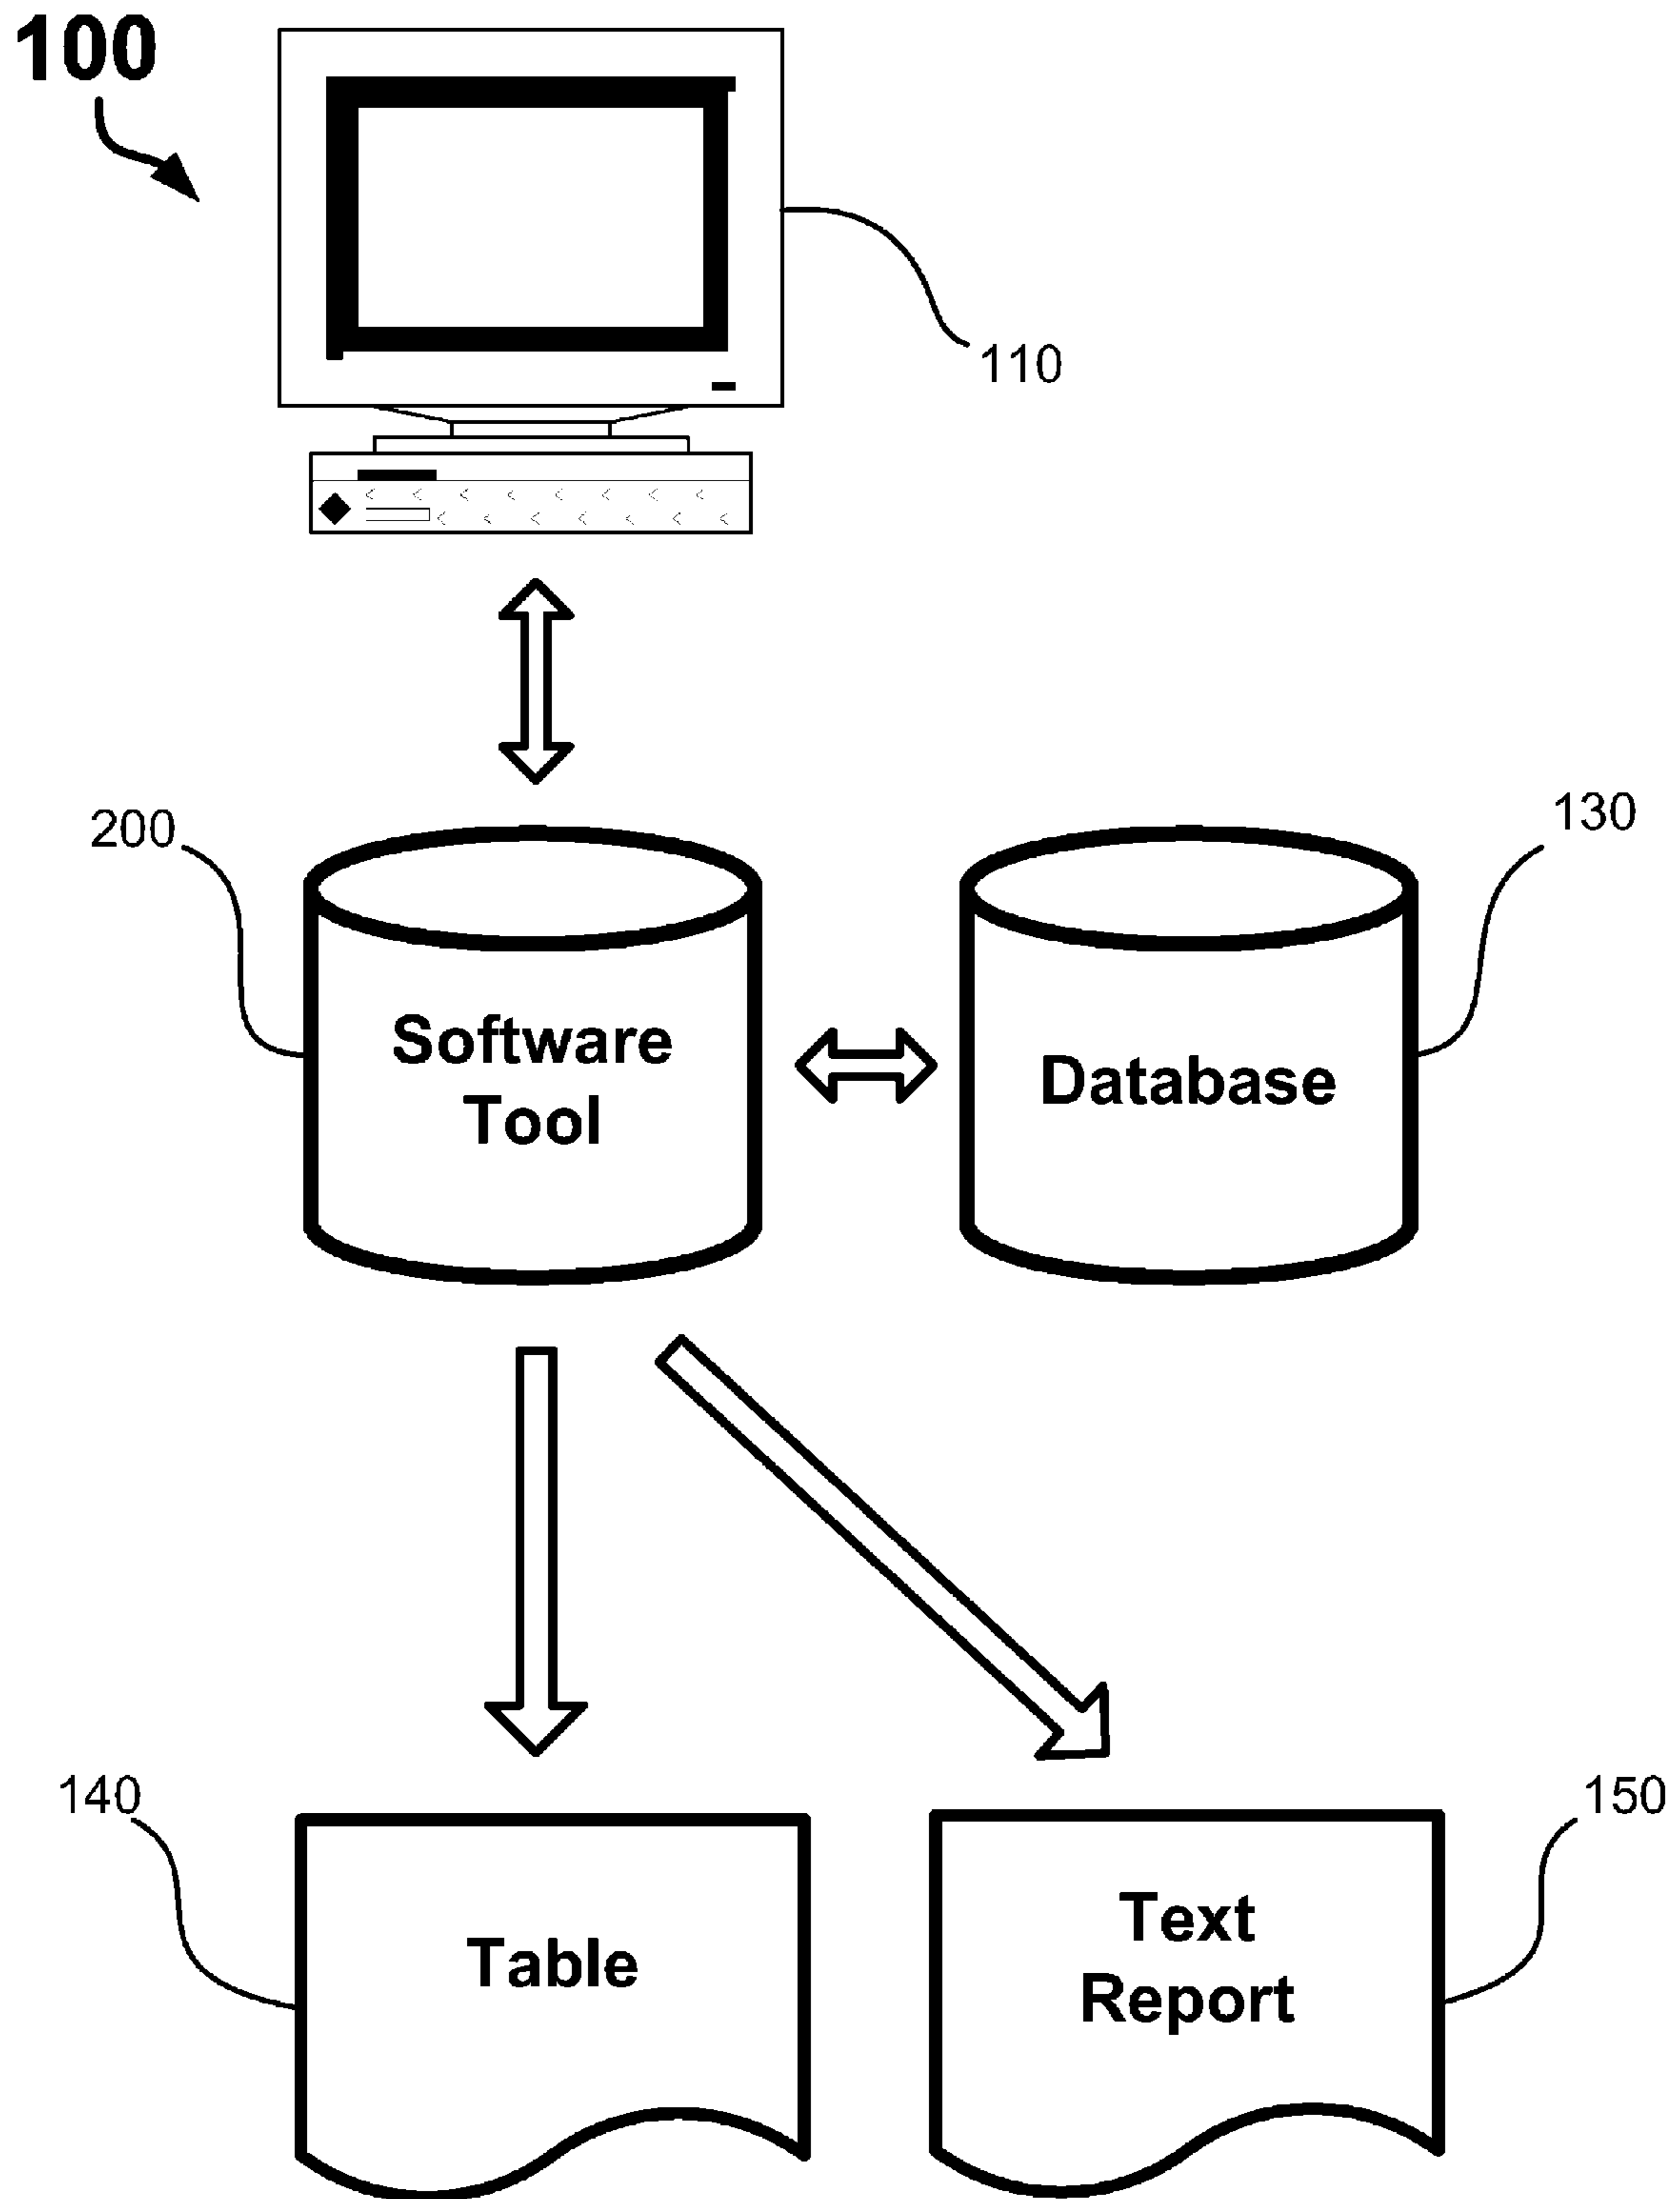 100
110
200
130
Software
Tool
Database
140
150
Table
Text
Report